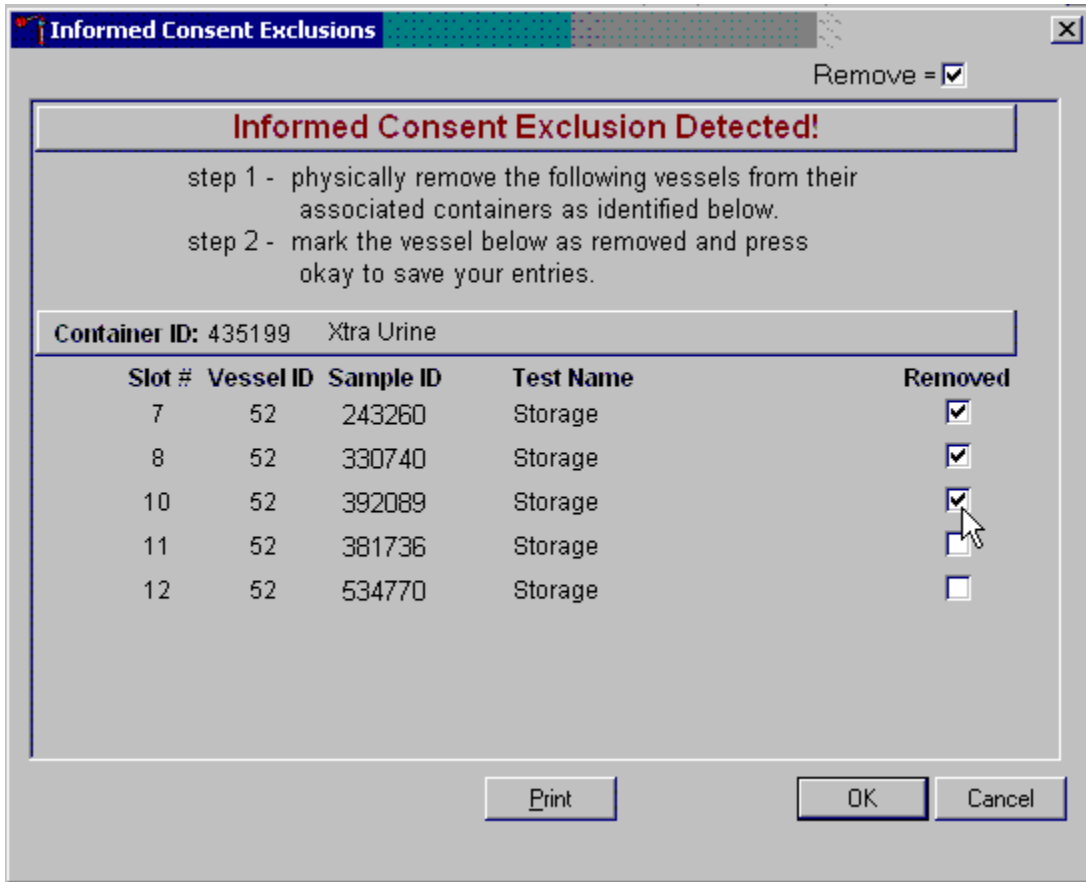 Informed Consent Exclusions
Remove =
Informed Consent Exclusion Detected!
step 1 - physically remove the following vessels from their
associated containers as identified below.
step 2 - mark the vessel below as removed and press
okay to save your entries.
Container ID: 435199 Xtra Urine
Slot # Vessel ID Sample ID Test Name Removed
7 52 243260 Storage
8 52 330740 Storage
10 52 392089 Storage
11 52 381736 Storage
12 52 534770 Storage
Print OK Cancel